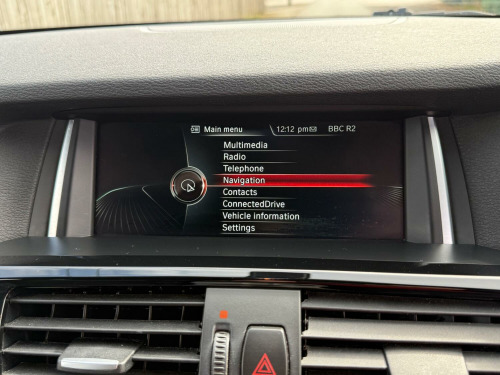 Main menu 12:12 pm BBC R2
Multimedia
Radio
Telephone
Navigation
Contacts
ConnectedDrive
Vehicle information
Settings